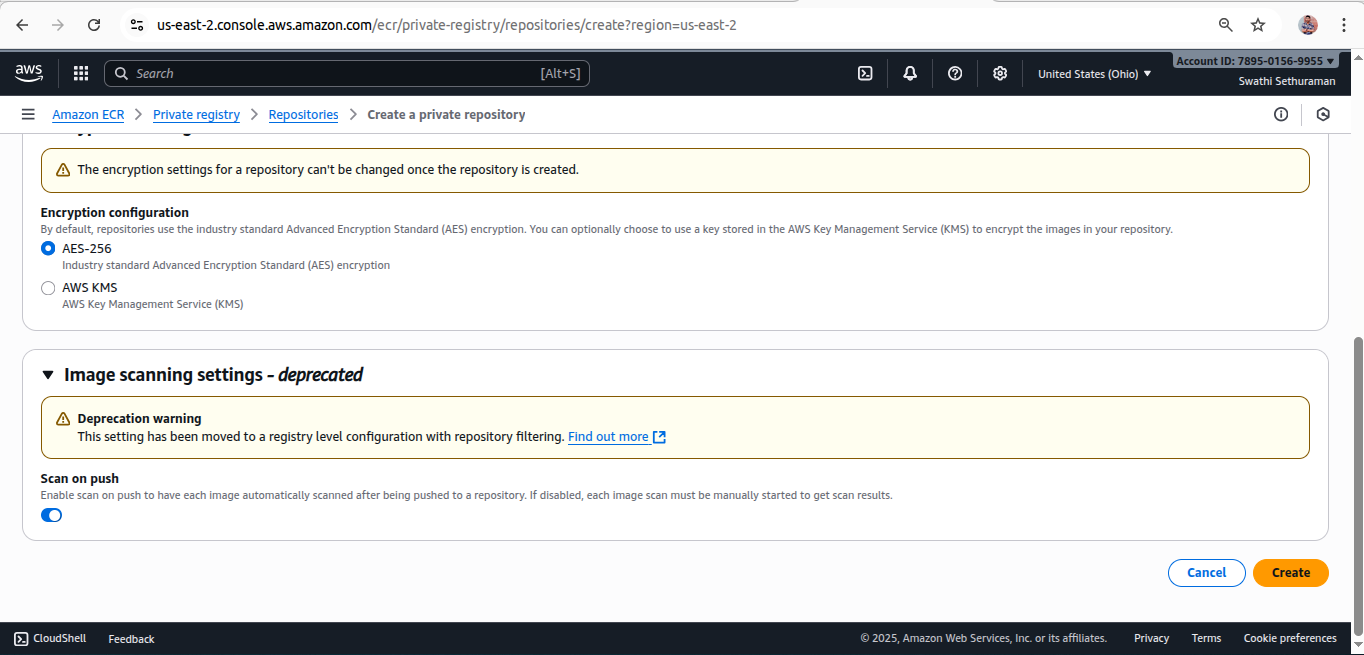 us-east-2.console.aws.amazon.com/ecr/private-registry/repositories/create?region=us-east-2
aws
Search [Alt+S]
United States (Ohio) ▼
Account ID: 7895-0156-9955 ▼
Swathi Sethuraman
Amazon ECR > Private registry > Repositories > Create a private repository
The encryption settings for a repository can't be changed once the repository is created.
Encryption configuration
By default, repositories use the industry standard Advanced Encryption Standard (AES) encryption. You can optionally choose to use a key stored in the AWS Key Management Service (KMS) to encrypt the images in your repository.
AES-256
Industry standard Advanced Encryption Standard (AES) encryption
AWS KMS
AWS Key Management Service (KMS)
Image scanning settings - deprecated
Deprecation warning
This setting has been moved to a registry level configuration with repository filtering. Find out more
Scan on push
Enable scan on push to have each image automatically scanned after being pushed to a repository. If disabled, each image scan must be manually started to get scan results.
Cancel Create
CloudShell Feedback © 2025, Amazon Web Services, Inc. or its affiliates. Privacy Terms Cookie preferences